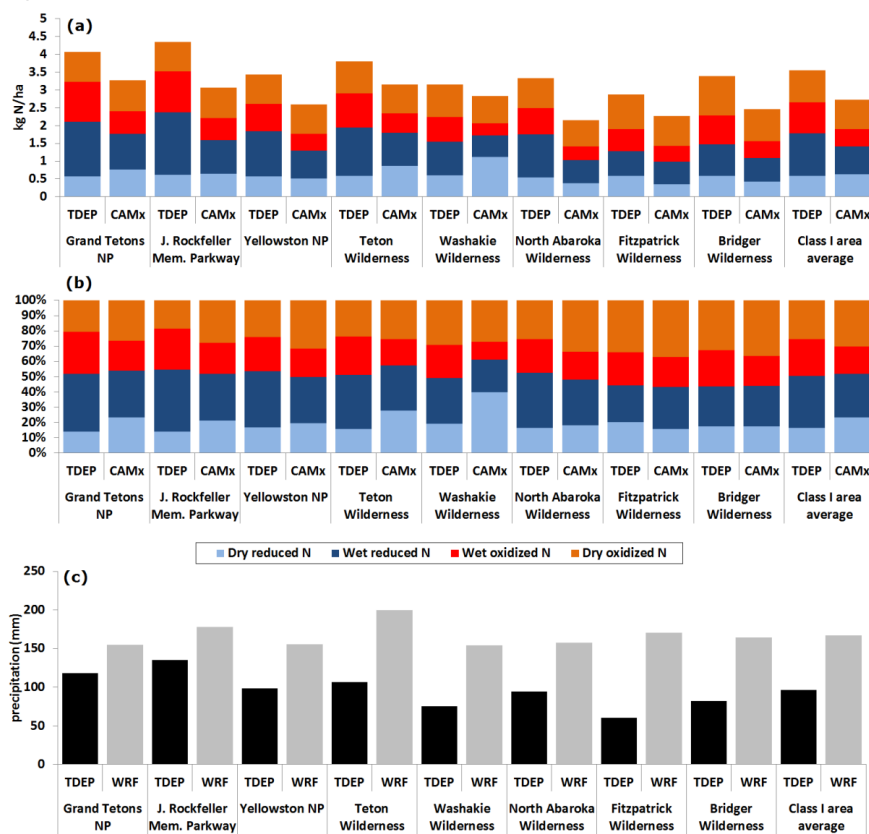 (a)
kg N/ha
5
4.5
4
3.5
3
2.5
2
1.5
1
0.5
0
TDEP CAMx TDEP CAMx TDEP CAMx TDEP CAMx TDEP CAMx TDEP CAMx TDEP CAMx TDEP CAMx TDEP CAMx
Grand Tetons J. Rockfeller Yellowston NP Teton Washakie North Abaroka Fitzpatrick Bridger Class I area
NP Mem. Parkway Wilderness Wilderness Wilderness Wilderness Wilderness average
(b)
100%
90%
80%
70%
60%
50%
40%
30%
20%
10%
0%
TDEP CAMx TDEP CAMx TDEP CAMx TDEP CAMx TDEP CAMx TDEP CAMx TDEP CAMx TDEP CAMx TDEP CAMx
Grand Tetons J. Rockfeller Yellowston NP Teton Washakie North Abaroka Fitzpatrick Bridger Class I area
NP Mem. Parkway Wilderness Wilderness Wilderness Wilderness Wilderness average
Dry reduced N Wet reduced N Wet oxidized N Dry oxidized N
(c)
precipitation (mm)
250
200
150
100
50
0
TDEP WRF TDEP WRF TDEP WRF TDEP WRF TDEP WRF TDEP WRF TDEP WRF TDEP WRF TDEP WRF
Grand Tetons J. Rockfeller Yellowston NP Teton Washakie North Abaroka Fitzpatrick Bridger Class I area
NP Mem. Parkway Wilderness Wilderness Wilderness Wilderness Wilderness average